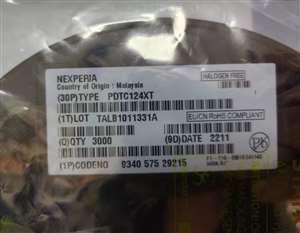 NEXPERIA
Country of Origin : Malaysia
HALOGEN FREE
(30P)TYPE PDTC124XT
(1T)LOT TALB1011331A
EU/CN RoHS COMPLIANT
(Q)QTY 3000
(9D)DATE 2211
(1P)CODENO 9340 575 29215